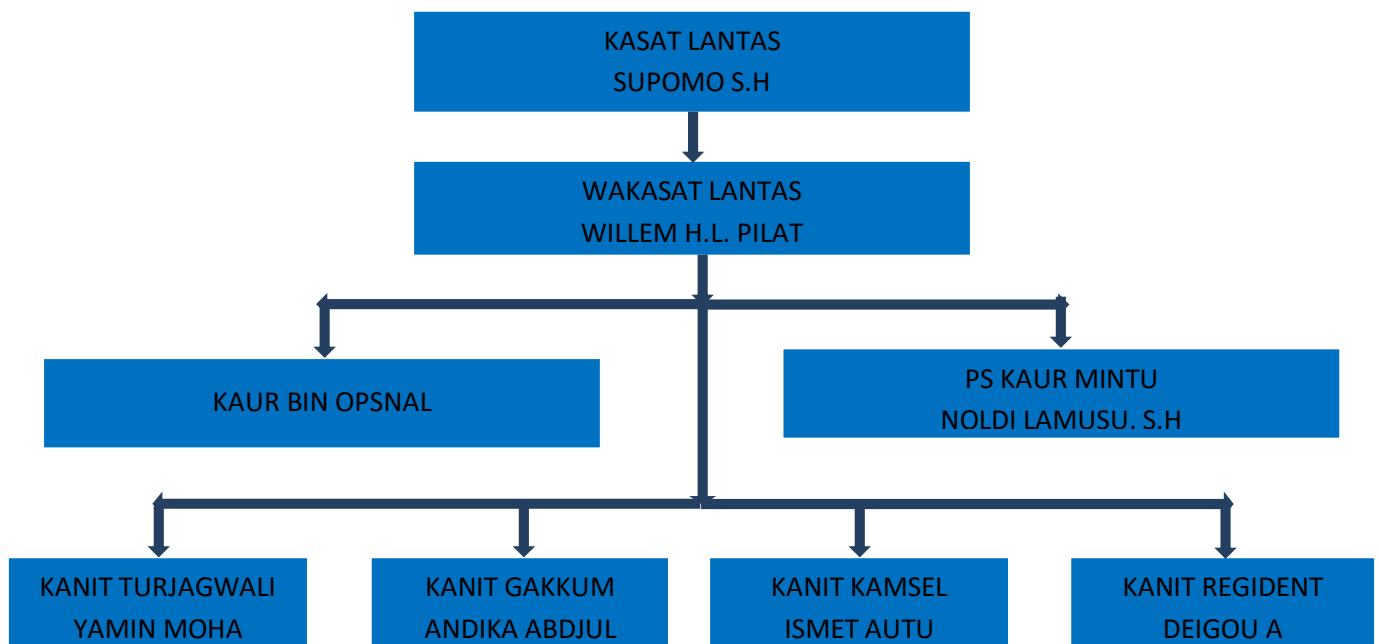 KASAT LANTAS
SUPOMO S.H
WAKASAT LANTAS
WILLEM H.L. PILAT
KAUR BIN OPSNAL
PS KAUR MINTU
NOLDI LAMUSU. S.H
KANIT TURJAGWALI
YAMIN MOHA
KANIT GAKKUM
ANDIKA ABDJUL
KANIT KAMSEL
ISMET AUTU
KANIT REGIDENT
DEIGOU A